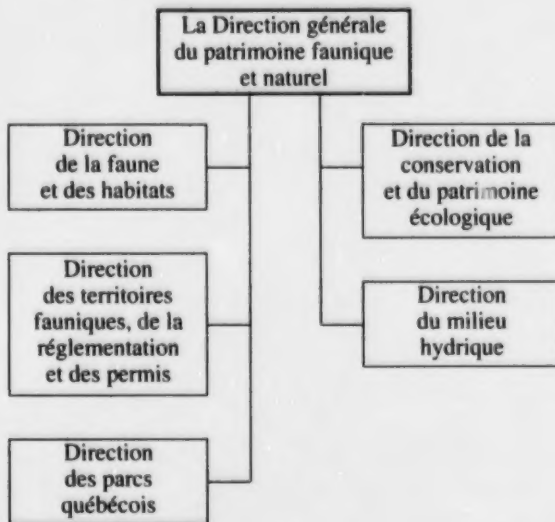 La Direction générale
du patrimoine faunique
et naturel
Direction
de la faune
et des habitats
Direction de la
conservation
et du patrimoine
écologique
Direction
des territoires
fauniques, de la
réglementation
et des permis
Direction
du milieu
hydrique
Direction
des parcs
québécois